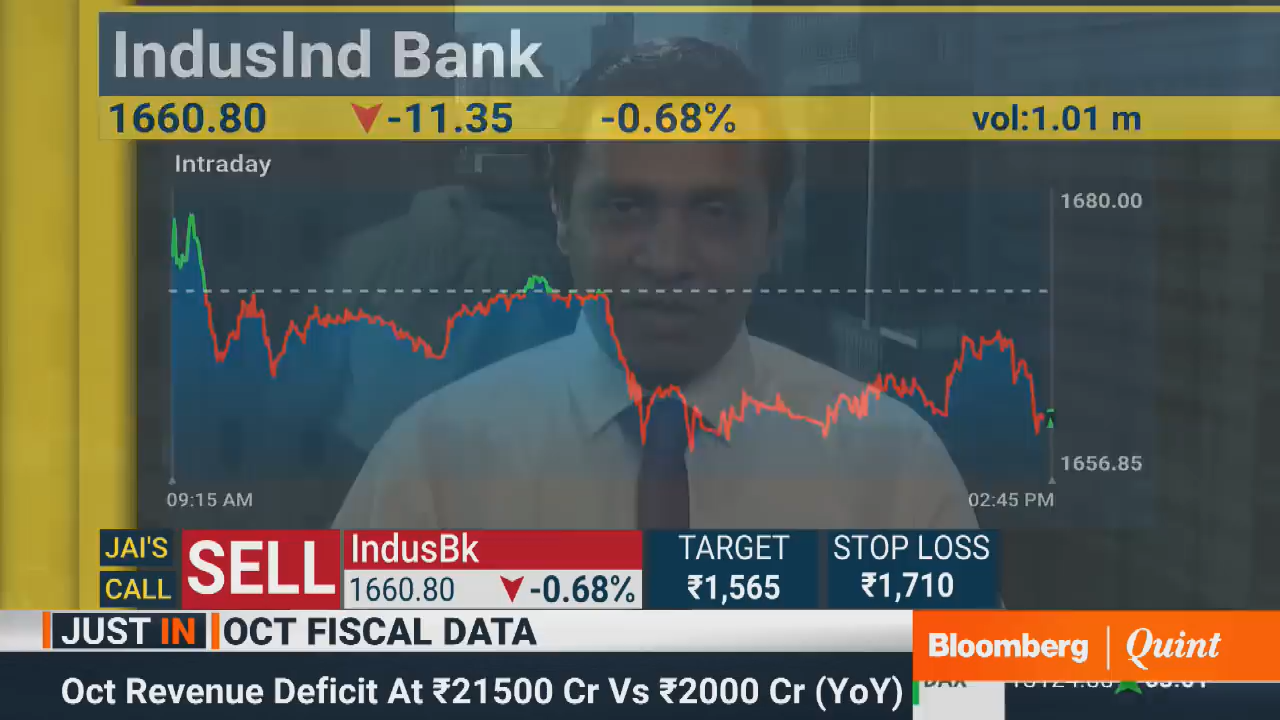 IndusInd Bank
1660.80 -11.35 -0.68% vol:1.01 m
Intraday
1680.00
1656.85
09:15 AM 02:45 PM
JAI'S CALL
SELL
IndusBk
1660.80 -0.68%
TARGET
₹1,565
STOP LOSS
₹1,710
JUST IN OCT FISCAL DATA
Bloomberg Quint
Oct Revenue Deficit At ₹21500 Cr Vs ₹2000 Cr (YoY)